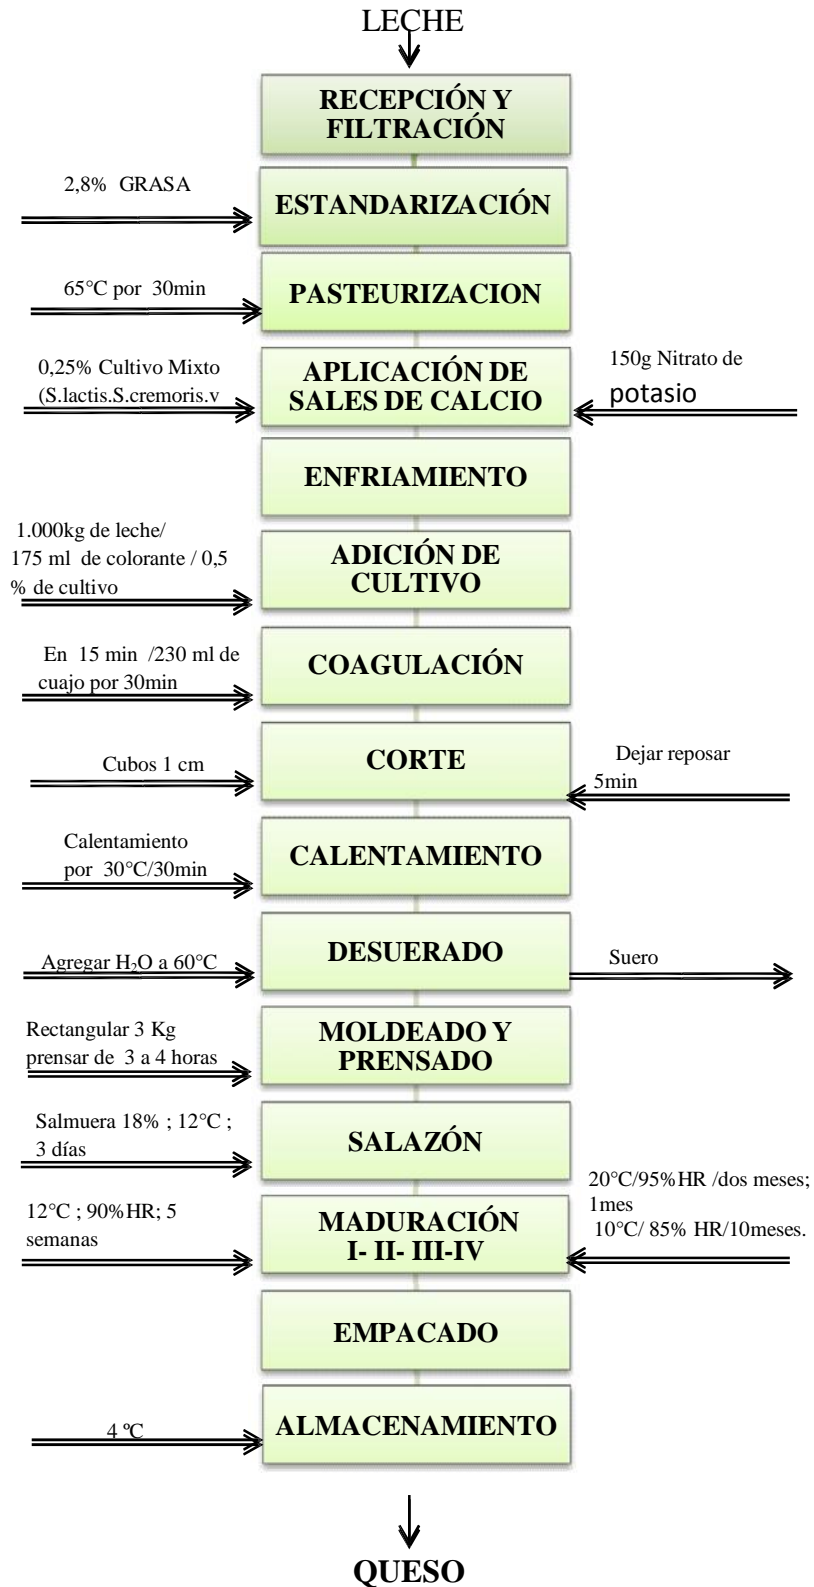 LECHE
RECEPCIÓN Y
FILTRACIÓN
2,8% GRASA
ESTANDARIZACIÓN
65°C por 30min
PASTEURIZACION
0,25% Cultivo Mixto
(S.lactis.S.cremoris.v
APLICACIÓN DE
SALES DE CALCIO
150g Nitrato de
potasio
ENFRIAMIENTO
1.000kg de leche/
175 ml de colorante / 0,5
% de cultivo
ADICIÓN DE
CULTIVO
En 15 min /230 ml de
cuajo por 30min
COAGULACIÓN
Cubos 1 cm
CORTE
Dejar reposar
5min
Calentamiento
por 30°C/30min
CALENTAMIENTO
Agregar H₂O a 60°C
DESUERADO
Suero
Rectangular 3 Kg
prensar de 3 a 4 horas
MOLDEADO Y
PRENSADO
Salmuera 18% ; 12°C ;
3 días
SALAZÓN
12°C ; 90%HR; 5
semanas
MADURACIÓN
I- II- III-IV
20°C/95%HR /dos meses;
1mes
10°C/ 85% HR/10meses.
EMPACADO
4 ºC
ALMACENAMIENTO
QUESO